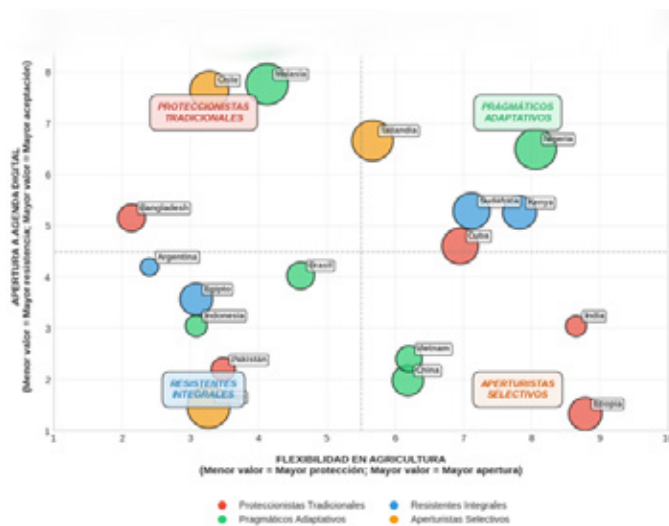 8
7
6
5
4
3
2
1
APERTURA A AGENDA DIGITAL
(Menor valor = Mayor resistencia; Mayor valor = Mayor aceptación)
Chile
Malasia
PROTECCIONISTAS
TRADICIONALES
PRAGMÁTICOS
ADAPTATIVOS
Tailandia
Nigeria
Bangladesh
Sudáfrica
Kenya
Cuba
Argentina
Brasil
Egipto
Indonesia
India
Pakistán
Vietnam
China
RESISTENTES
INTEGRALES
APERTURISTAS
SELECTIVOS
Etiopía
1 2 3 4 5 6 7 8 9 10
FLEXIBILIDAD EN AGRICULTURA
(Menor valor = Mayor protección; Mayor valor = Mayor apertura)
Proteccionistas Tradicionales
Resistentes Integrales
Pragmáticos Adaptativos
Aperturistas Selectivos